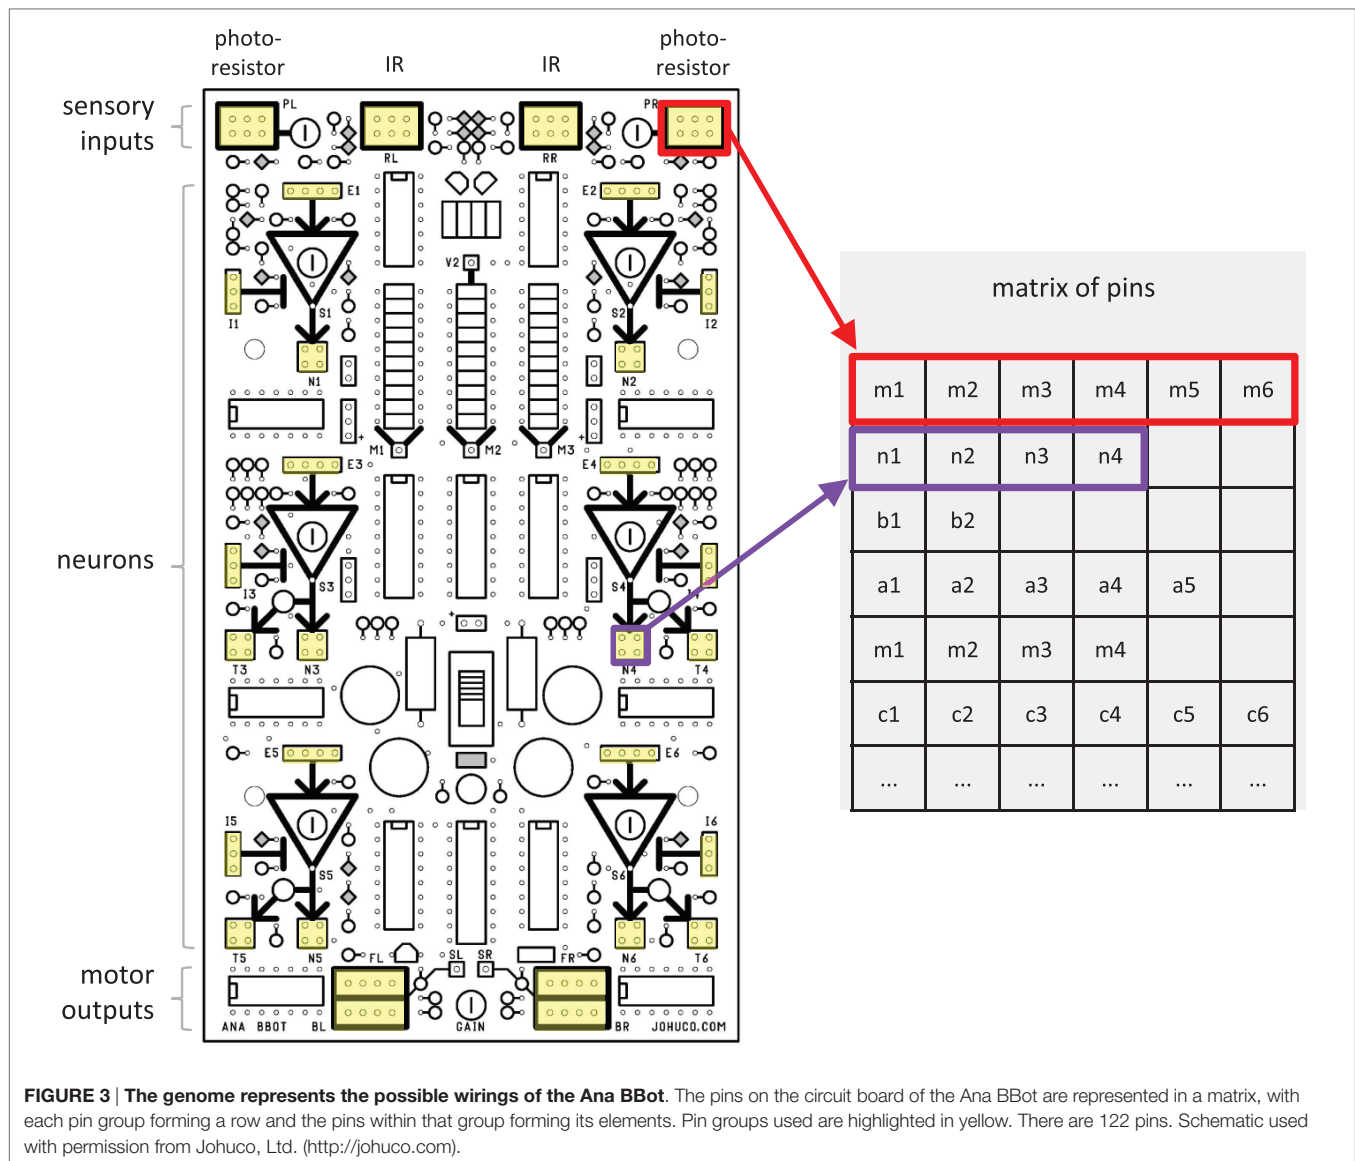 photo-
resistor
IR
IR
photo-
resistor
sensory
inputs
PL
PR
RL
RR
E1
E2
V2
I1
S1
S2
I2
N1
N2
+
+
M1
M2
M3
E3
E4
neurons
I3
S3
S4
I4
+
T3
N3
N4
T4
E5
E6
I5
I6
S5
S6
T5
N5
FL
SL
SR
FR
N6
T6
motor
outputs
ANA BBOT
BL
GAIN
BR
JOHUCO.COM
matrix of pins
m1 m2 m3 m4 m5 m6
n1 n2 n3 n4
b1 b2
a1 a2 a3 a4 a5
m1 m2 m3 m4
c1 c2 c3 c4 c5 c6
... ... ... ... ... ...
FIGURE 3 | The genome represents the possible wirings of the Ana BBot. The pins on the circuit board of the Ana BBot are represented in a matrix, with
each pin group forming a row and the pins within that group forming its elements. Pin groups used are highlighted in yellow. There are 122 pins. Schematic used
with permission from Johuco, Ltd. (http://johuco.com).